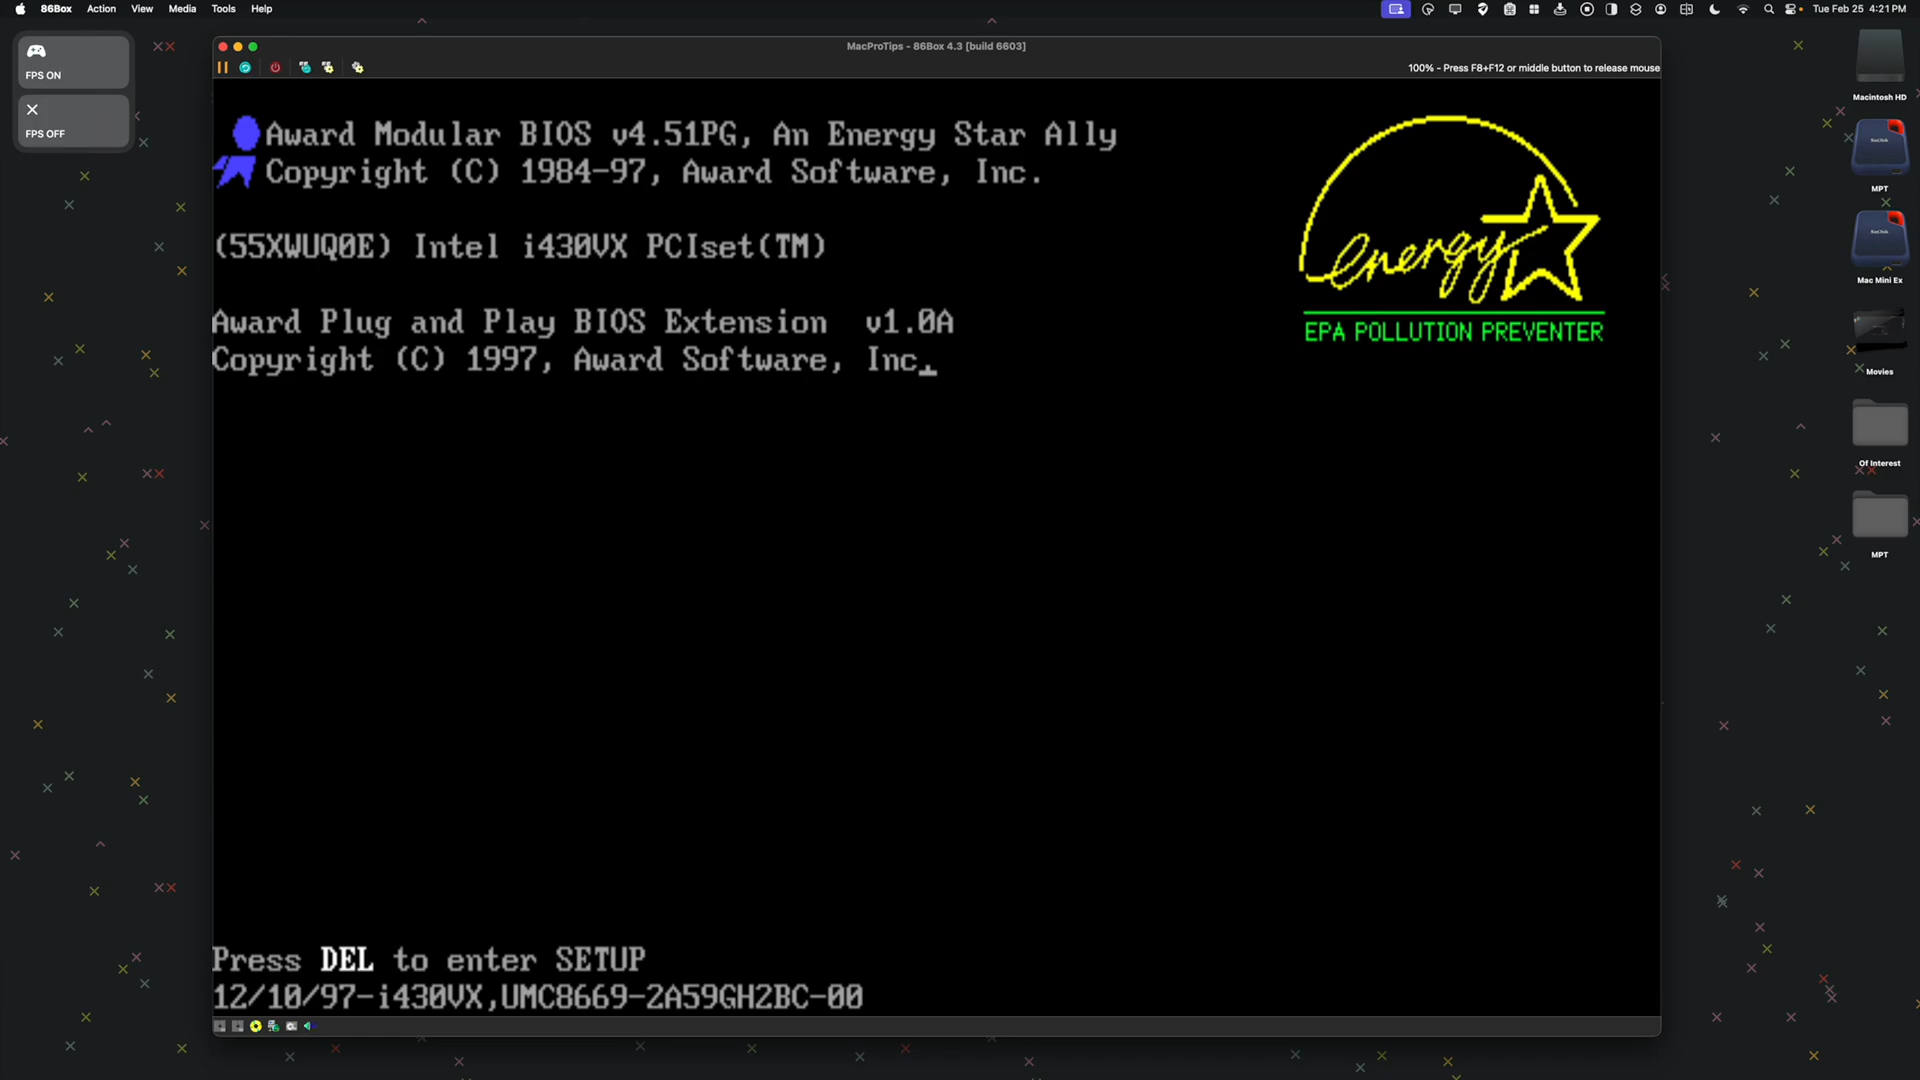 86Box Action View Media Tools Help
Tue Feb 25 4:21 PM
FPS ON
FPS OFF
MacProTips - 86Box 4.3 [build 6603]
100% - Press F8+F12 or middle button to release mouse
Award Modular BIOS v4.51PG, An Energy Star Ally
Copyright (C) 1984-97, Award Software, Inc.
(55XWUQ0E) Intel i430VX PCIset(TM)
Award Plug and Play BIOS Extension v1.0A
Copyright (C) 1997, Award Software, Inc.
energy
EPA POLLUTION PREVENTER
Press DEL to enter SETUP
12/10/97-i430VX,UMC8669-2A59GH2BC-00
Macintosh HD
SanDisk
MPT
SanDisk
Mac Mini Ex
Movies
Of Interest
MPT